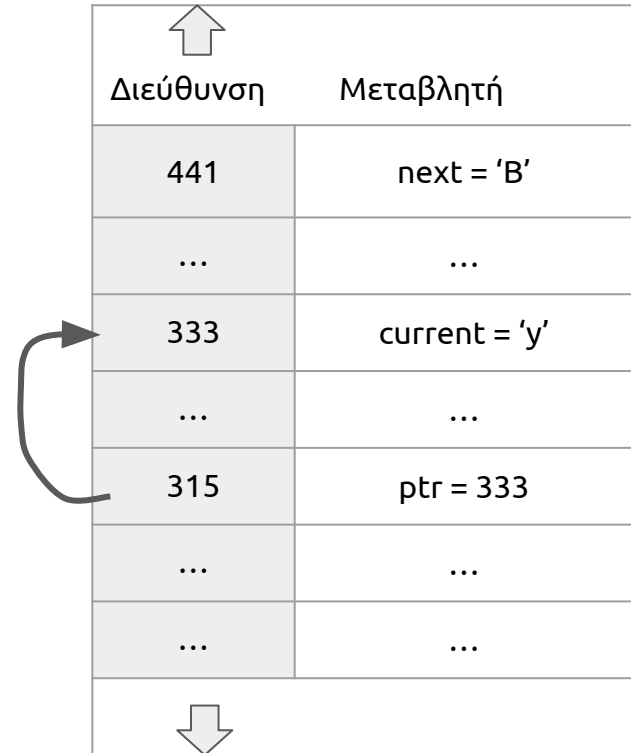 Διεύθυνση Μεταβλητή
441 next = ‘B’
… …
333 current = ‘y’
… …
315 ptr = 333
… …
… …